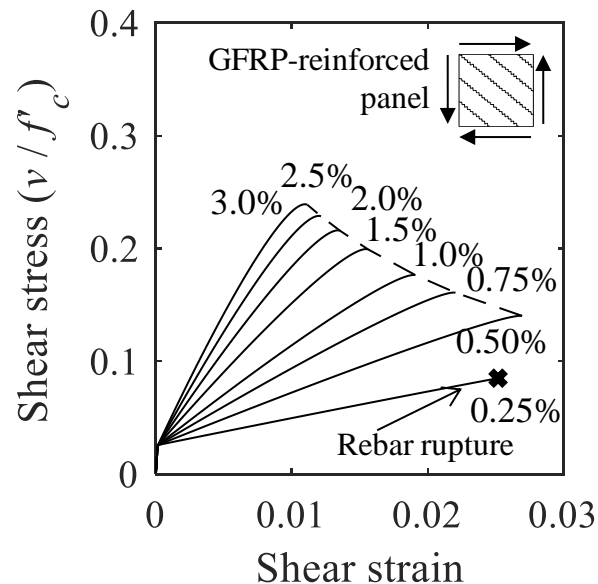 0.4
GFRP-reinforced
panel
0.3
2.5%
3.0%
2.0%
0.2
1.5%
1.0%
0.75%
0.1
0.50%
0.25%
Rebar rupture
0
0 0.01 0.02 0.03
Shear strain
Shear stress (v / f'c)